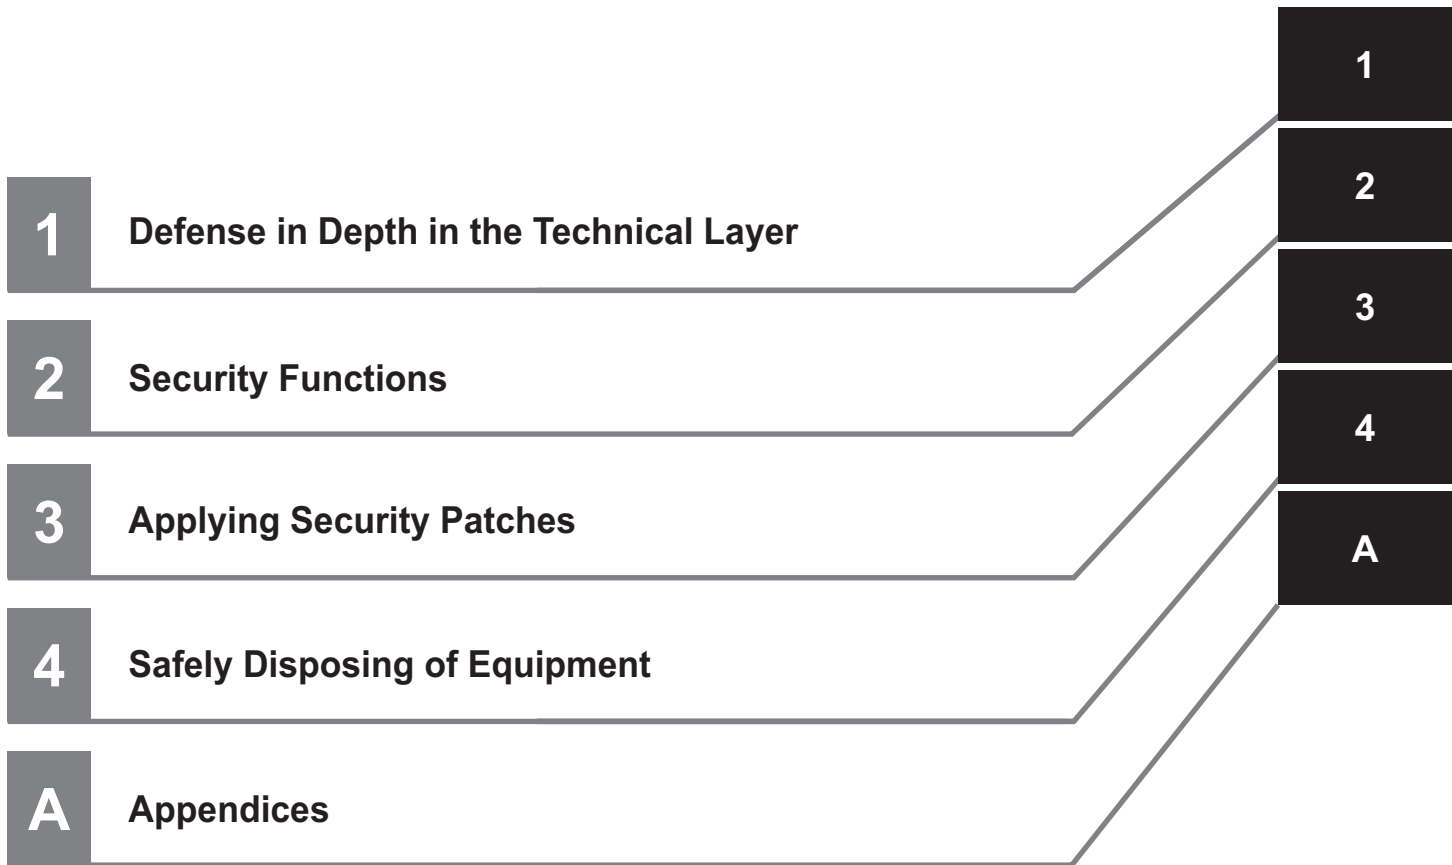 1 Defense in Depth in the Technical Layer
2 Security Functions
3 Applying Security Patches
4 Safely Disposing of Equipment
A Appendices
1
2
3
4
A